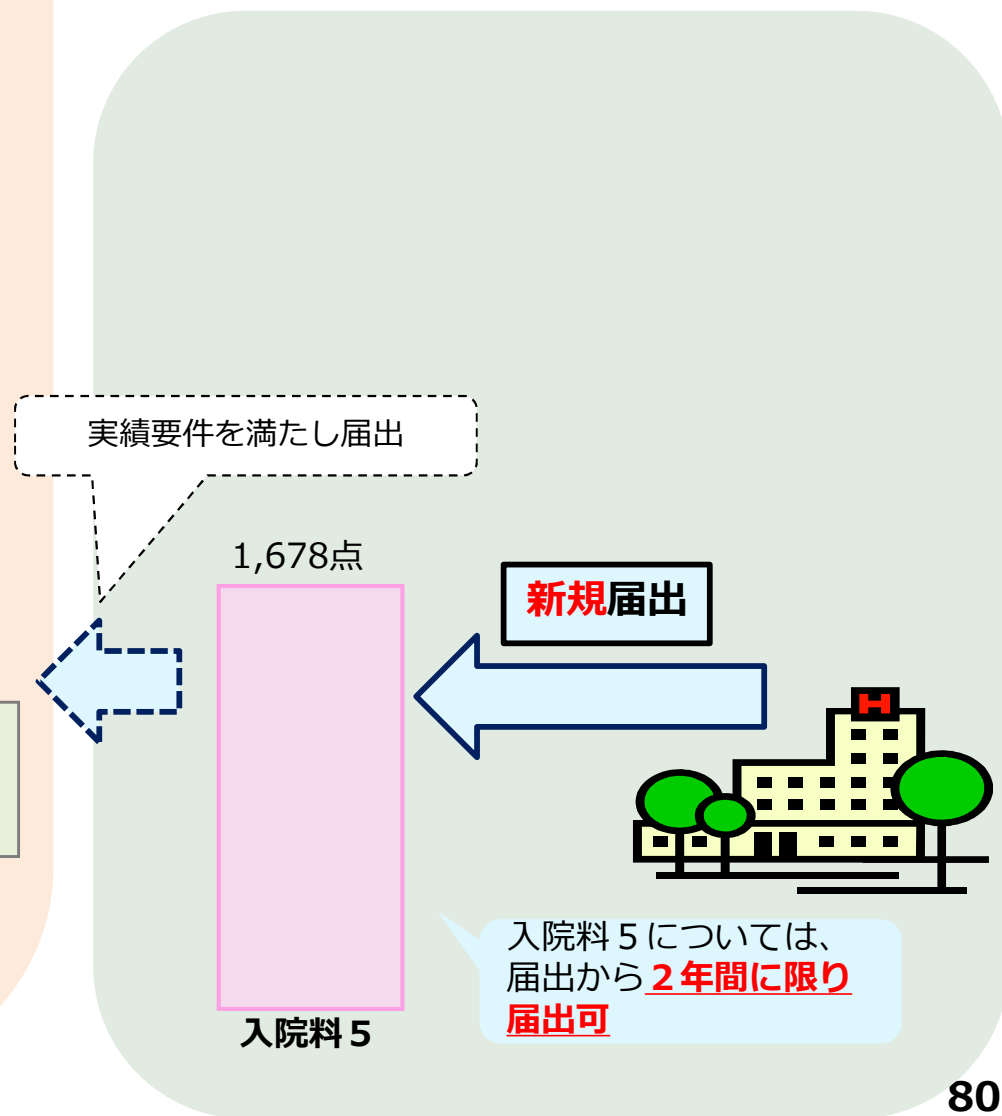 実績要件を満たし届出
1,678点
新規届出
H
入院料５については、
届出から２年間に限り
届出可
入院料５
80